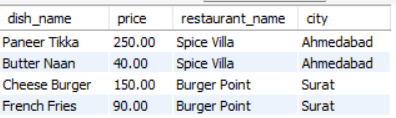 dish_name price restaurant_name city
Paneer Tikka 250.00 Spice Villa Ahmedabad
Butter Naan 40.00 Spice Villa Ahmedabad
Cheese Burger 150.00 Burger Point Surat
French Fries 90.00 Burger Point Surat